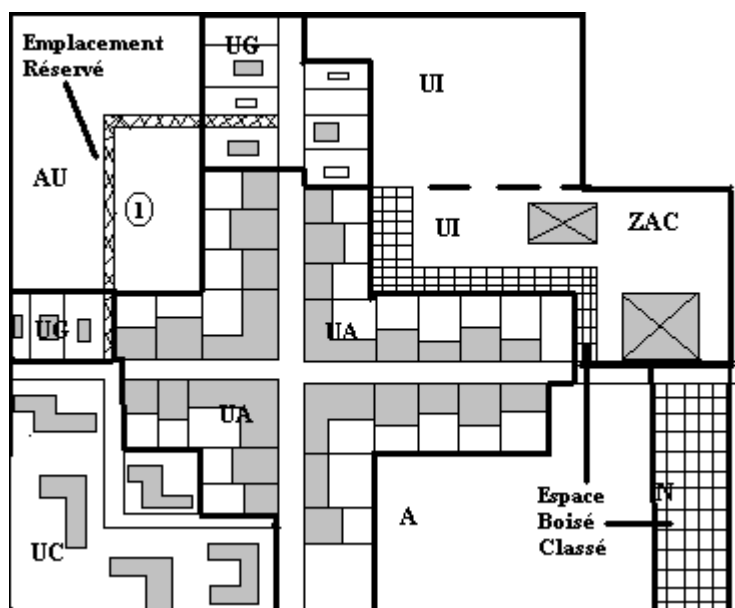 Emplacement
Réservé
UG
UI
AU
1
UI
ZAC
UG
UA
UA
Espace
Boisé
Classé
N
A
UC